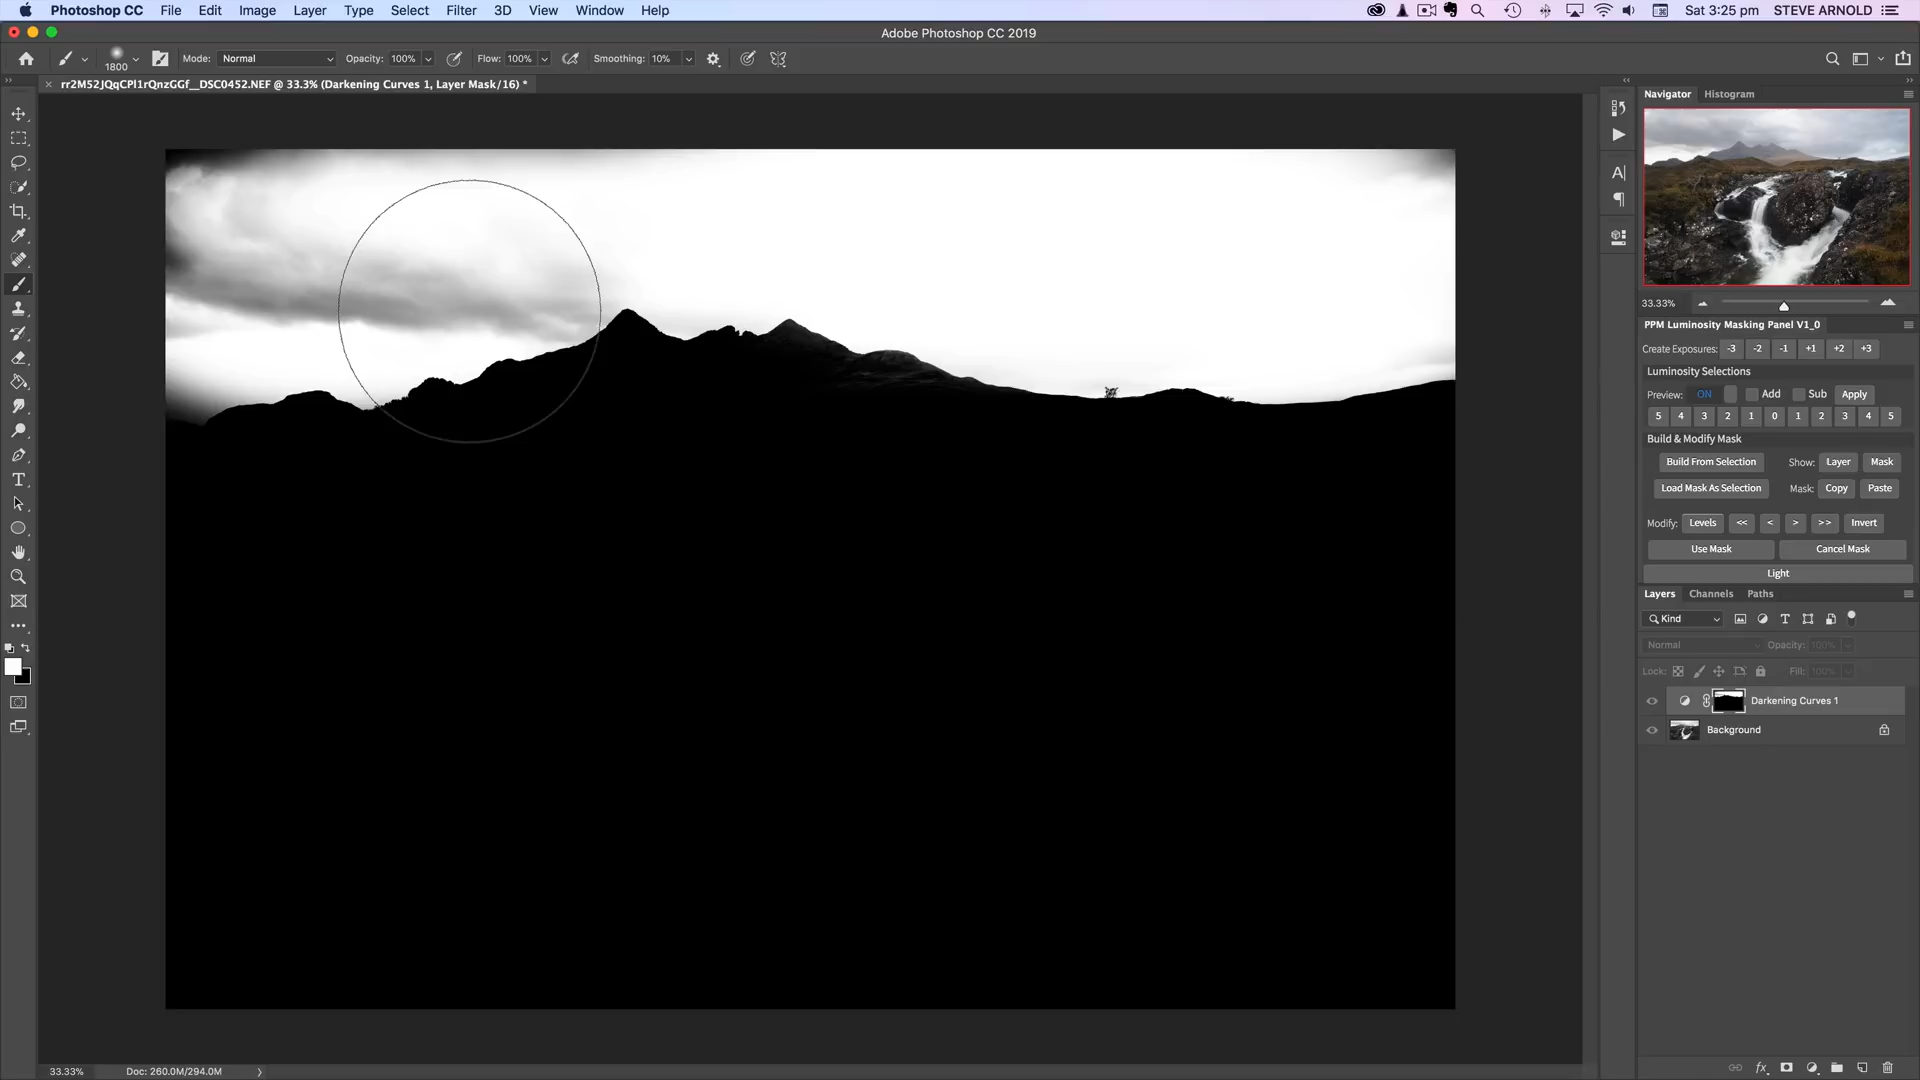 Photoshop CC File Edit Image Layer Type Select Filter 3D View Window Help Sat 3:25 pm STEVE ARNOLD
Adobe Photoshop CC 2019
1800 Mode: Normal Opacity: 100% Flow: 100% Smoothing: 10%
rr2M52JQqCPl1rQnzGGf__DSC0452.NEF @ 33.3% (Darkening Curves 1, Layer Mask/16) *
Navigator Histogram
33.33%
PPM Luminosity Masking Panel V1_0
Create Exposures: -3 -2 -1 +1 +2 +3
Luminosity Selections
Preview: ON Add Sub Apply
5 4 3 2 1 0 1 2 3 4 5
Build & Modify Mask
Build From Selection Show: Layer Mask
Load Mask As Selection Mask: Copy Paste
Modify: Levels << < > >> Invert
Use Mask Cancel Mask
Light
Layers Channels Paths
Kind
Normal Opacity: 100%
Lock: Fill: 100%
Darkening Curves 1
Background
33.33% Doc: 260.0M/294.0M